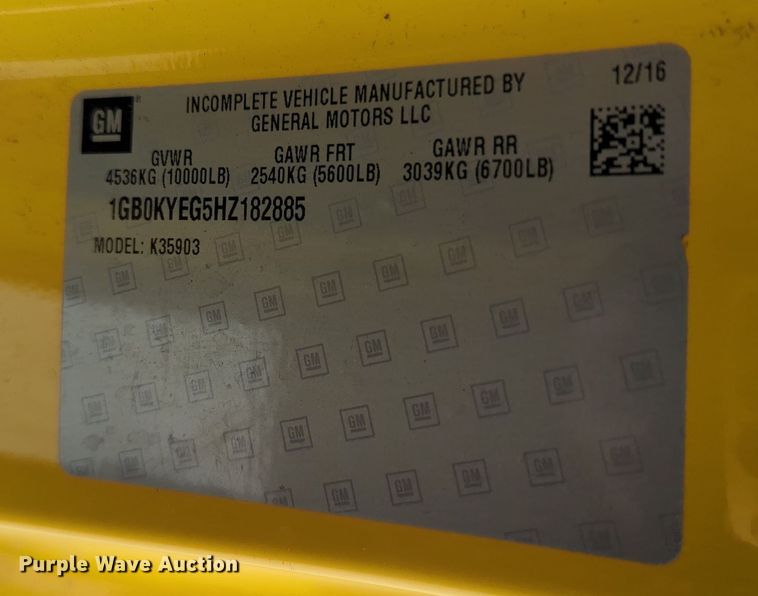 12/16
GM
INCOMPLETE VEHICLE MANUFACTURED BY
GENERAL MOTORS LLC
GVWR GAWR FRT GAWR RR
4536KG (10000LB) 2540KG (5600LB) 3039KG (6700LB)
1GB0KYEG5HZ182885
MODEL: K35903
Purple Wave Auction